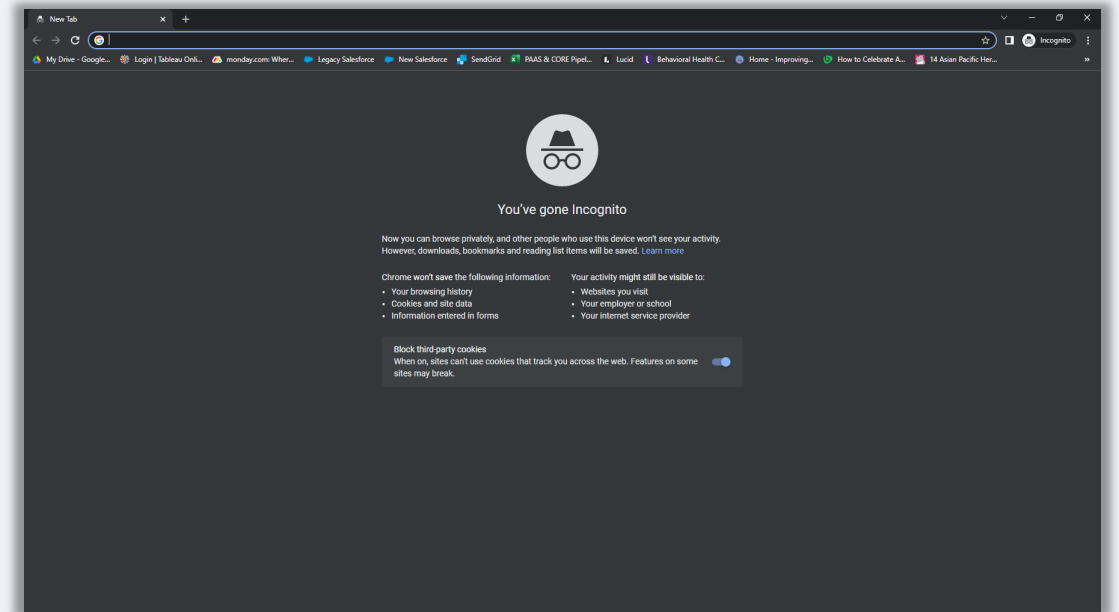 New Tab
Incognito
My Drive - Google... Login | Tableau Onli... monday.com: Wher... Legacy Salesforce New Salesforce SendGrid PAAS & CORE Pipel... Lucid Behavioral Health C... Home - Improving... How to Celebrate A... 14 Asian Pacific Her... »
You've gone Incognito
Now you can browse privately, and other people who use this device won't see your activity.
However, downloads, bookmarks and reading list items will be saved. Learn more
Chrome won't save the following information:
• Your browsing history
• Cookies and site data
• Information entered in forms
Your activity might still be visible to:
• Websites you visit
• Your employer or school
• Your internet service provider
Block third-party cookies
When on, sites can't use cookies that track you across the web. Features on some
sites may break.